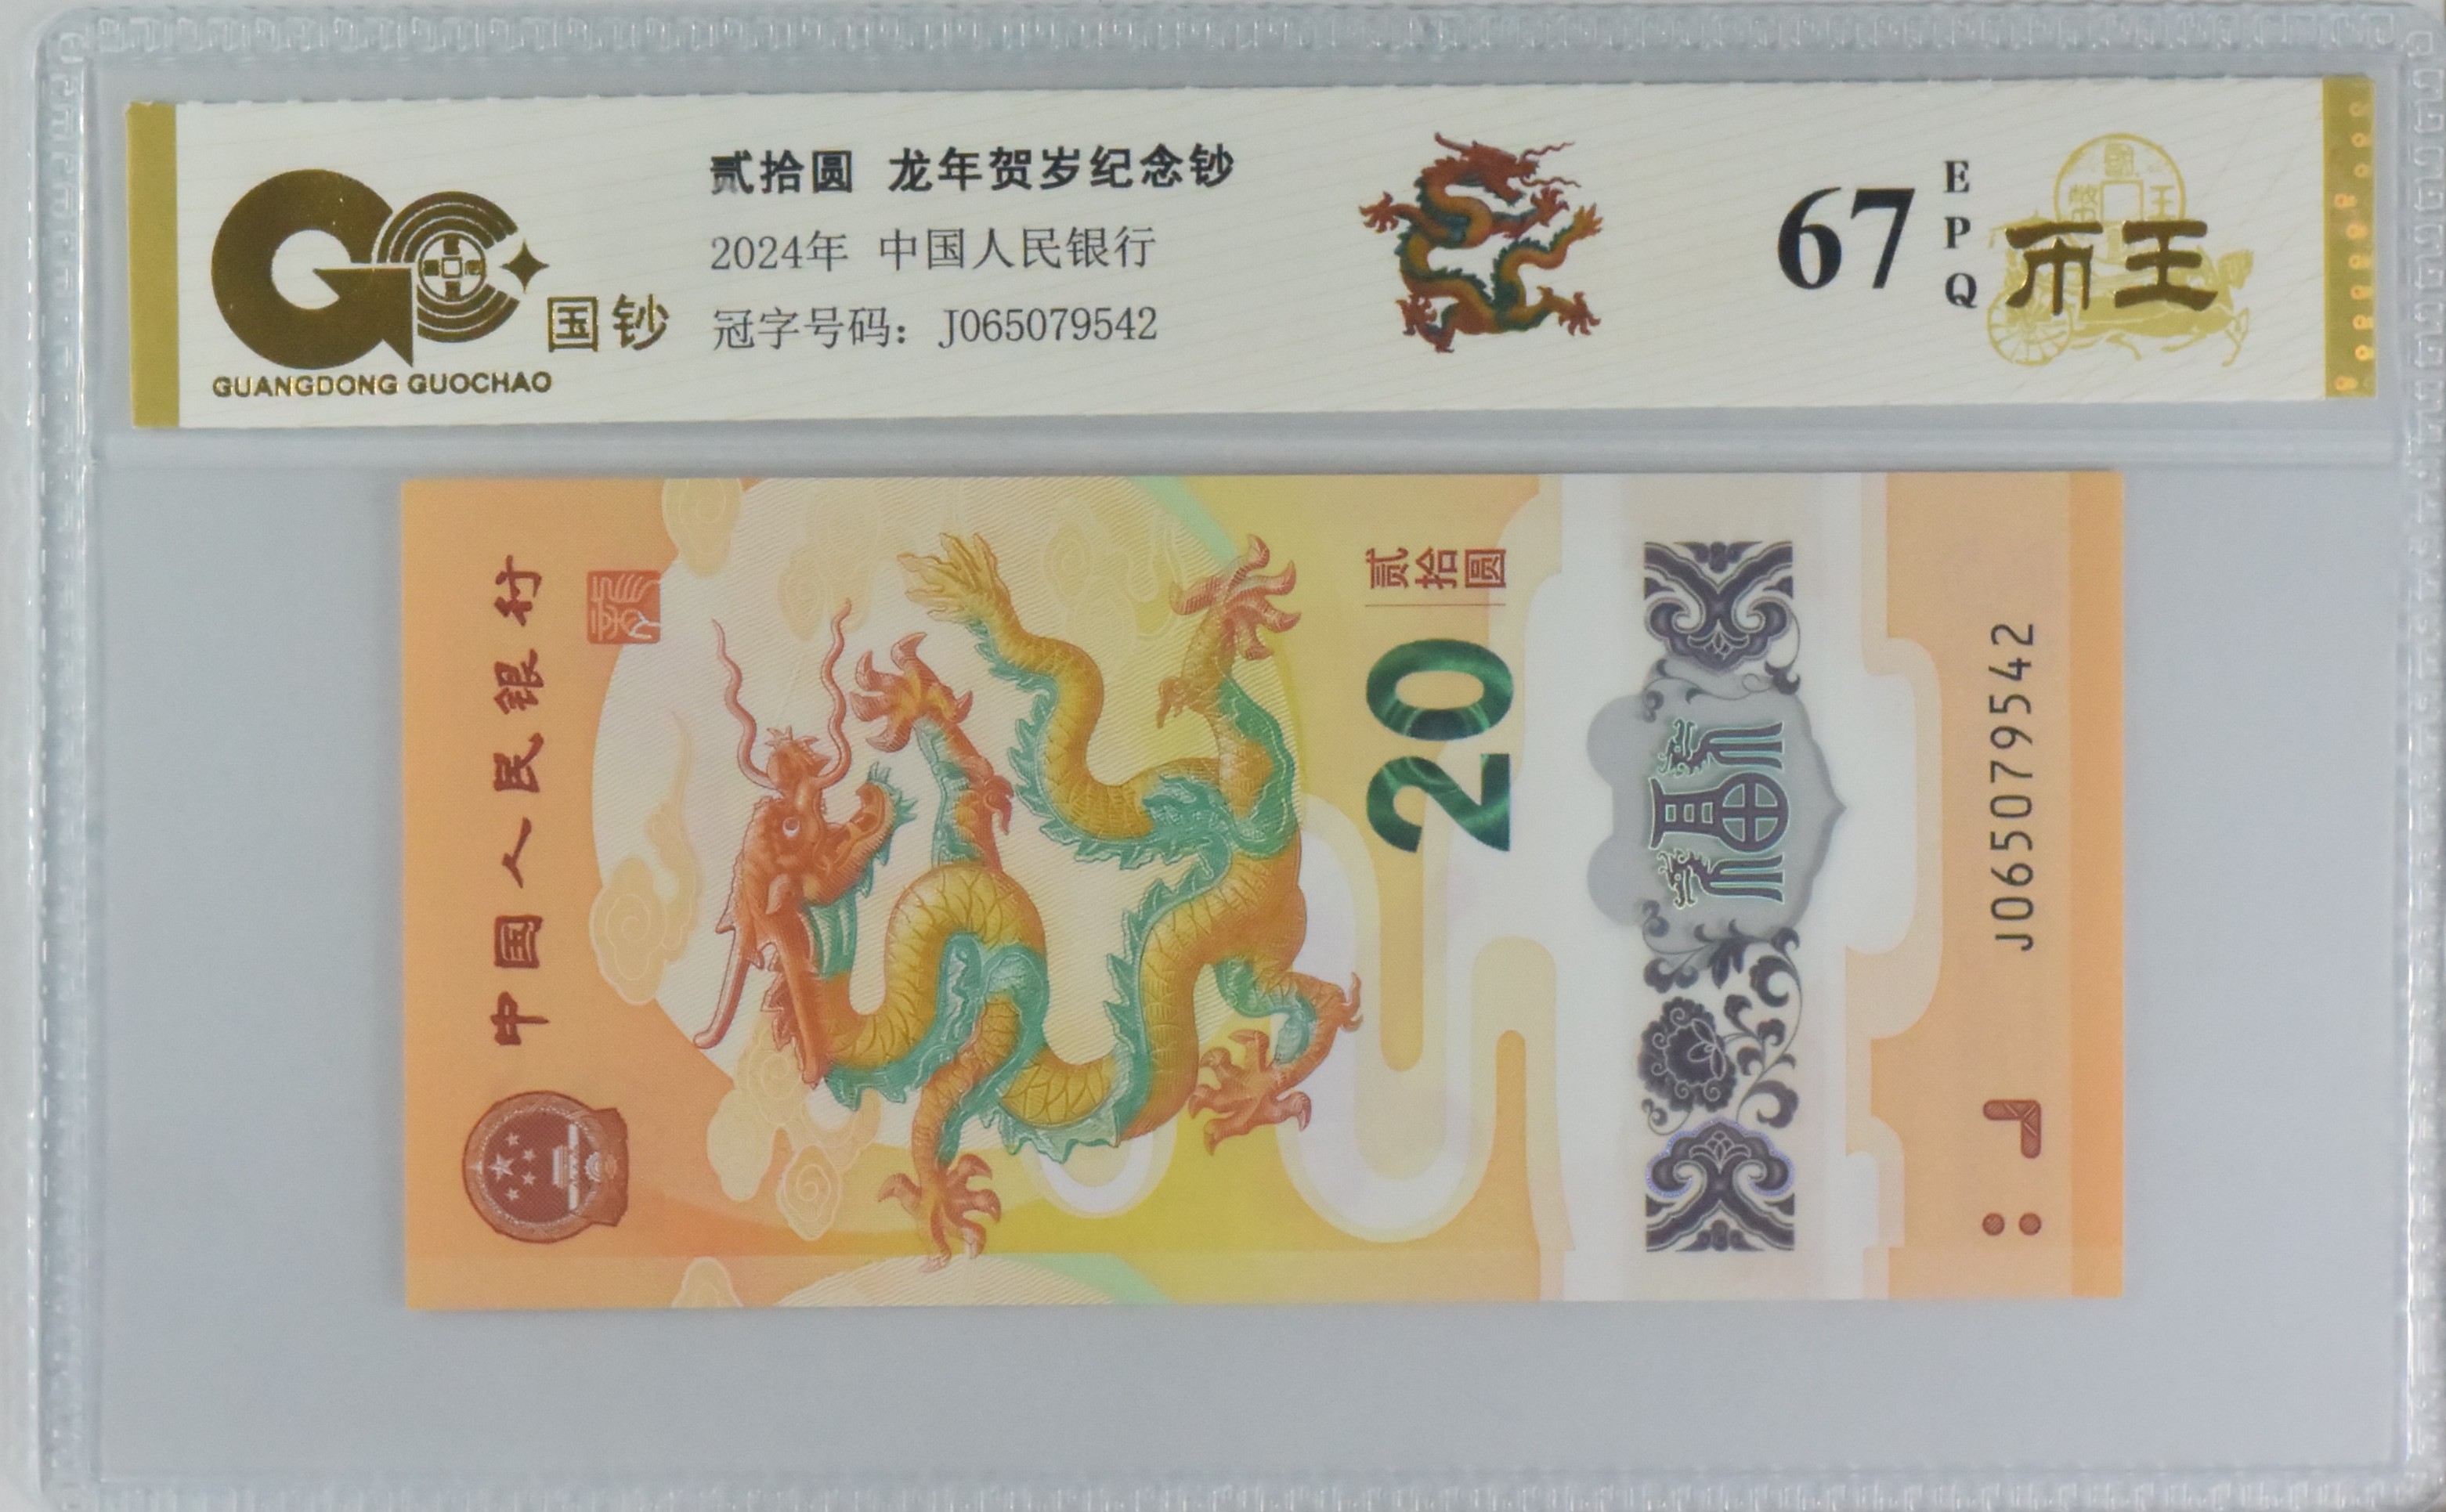 国钞
GUANGDONG GUOCHAO
贰拾圆 龙年贺岁纪念钞
2024年 中国人民银行
冠字号码：J065079542
67
EPQ
币王
中国人民银行
贰拾圆
20
福
J065079542